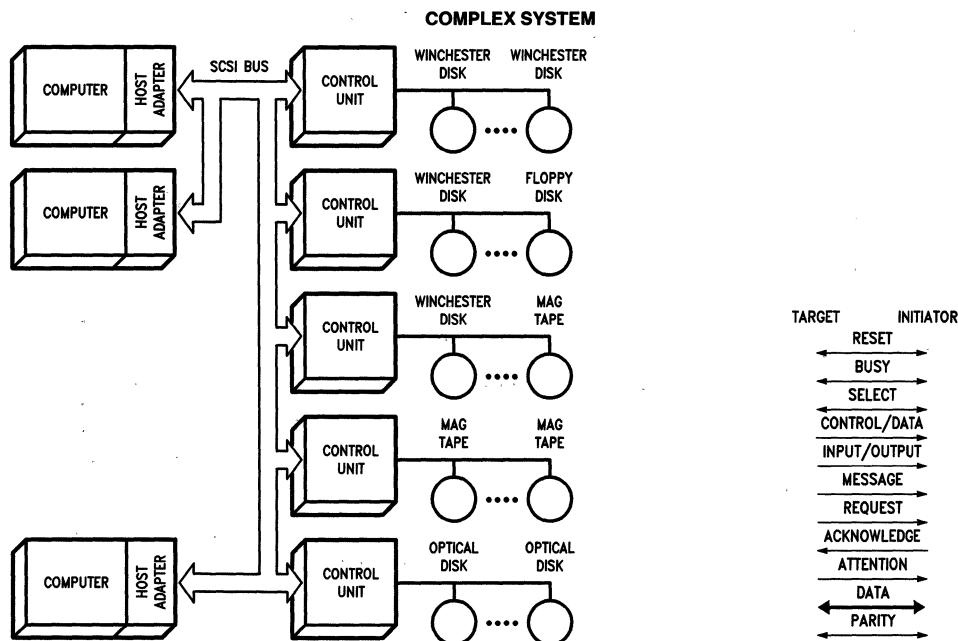 COMPLEX SYSTEM
COMPUTER
HOST
ADAPTER
SCSI BUS
CONTROL
UNIT
WINCHESTER
DISK
WINCHESTER
DISK
COMPUTER
HOST
ADAPTER
CONTROL
UNIT
WINCHESTER
DISK
FLOPPY
DISK
CONTROL
UNIT
WINCHESTER
DISK
MAG
TAPE
CONTROL
UNIT
MAG
TAPE
MAG
TAPE
COMPUTER
HOST
ADAPTER
CONTROL
UNIT
OPTICAL
DISK
OPTICAL
DISK
TARGET INITIATOR
RESET
BUSY
SELECT
CONTROL/DATA
INPUT/OUTPUT
MESSAGE
REQUEST
ACKNOWLEDGE
ATTENTION
DATA
PARITY